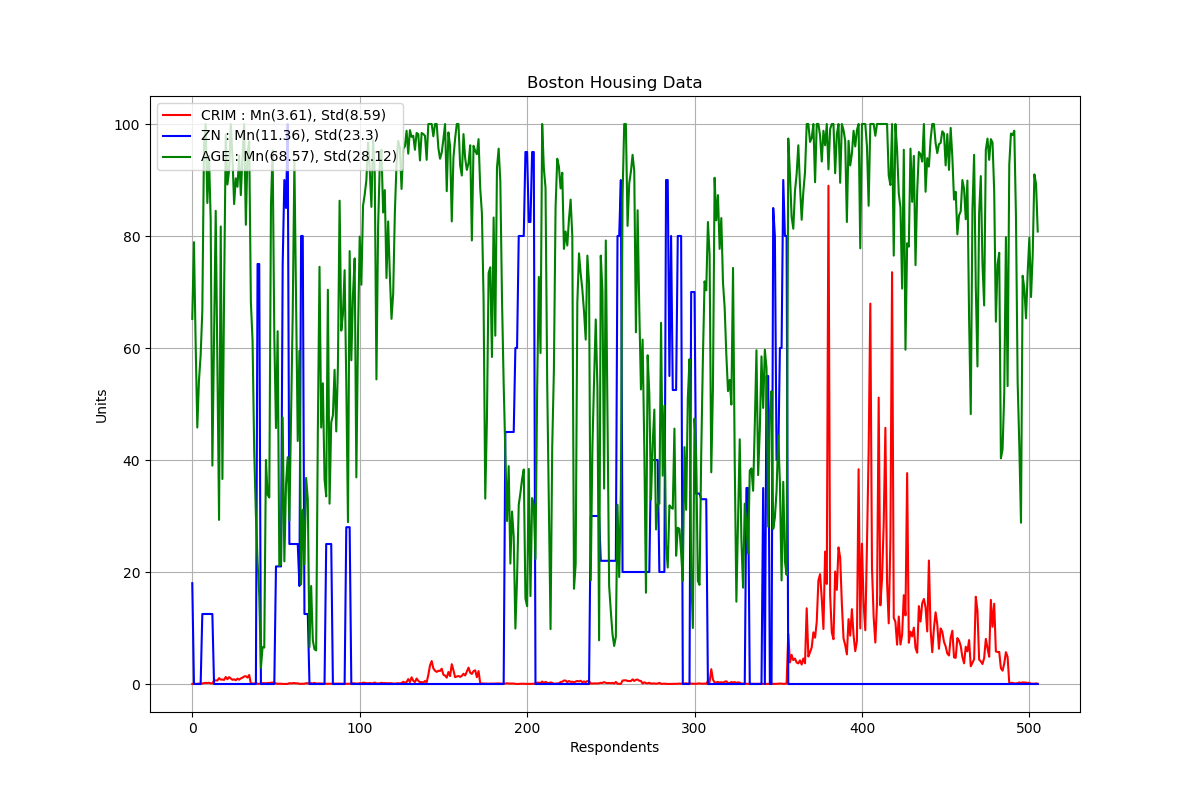 Boston Housing Data
CRIM : Mn(3.61), Std(8.59)
ZN : Mn(11.36), Std(23.3)
AGE : Mn(68.57), Std(28.12)
100
80
60
40
20
0
Units
0 100 200 300 400 500
Respondents